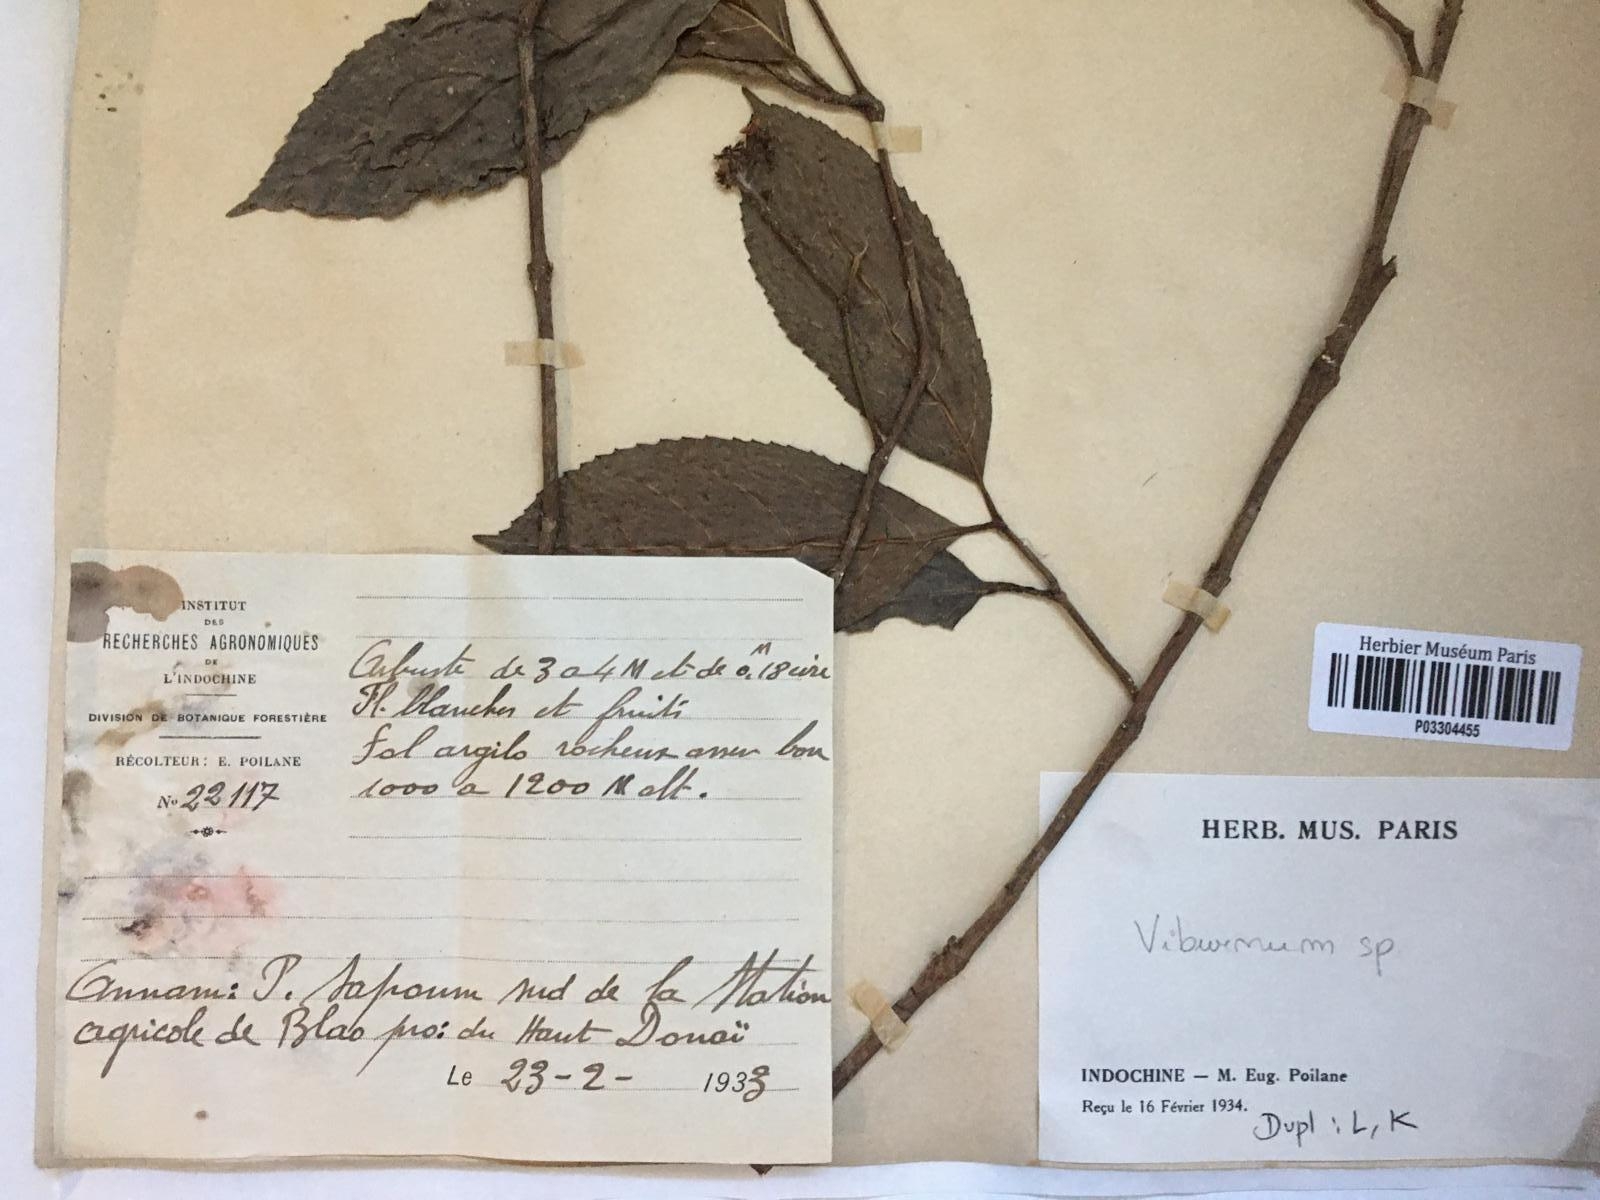 INSTITUT
DES
RECHERCHES AGRONOMIQUES
DE
L'INDOCHINE
DIVISION DE BOTANIQUE FORESTIÈRE
RÉCOLTEUR: E. POILANE
No 22117
Arbuste de 3 a 4 M et de 0,M18 cire
Fl. blanches et fruits
Sol argilo rocheux assez bon
1000 a 1200 M alt.
Annam: P. Sapoum sud de la Station
agricole de Blao pro: du Haut Donaï
Le 23-2- 1933
Herbier Muséum Paris
P03304455
HERB. MUS. PARIS
Viburnum sp
INDOCHINE — M. Eug. Poilane
Reçu le 16 Février 1934.
Dupl: L, K